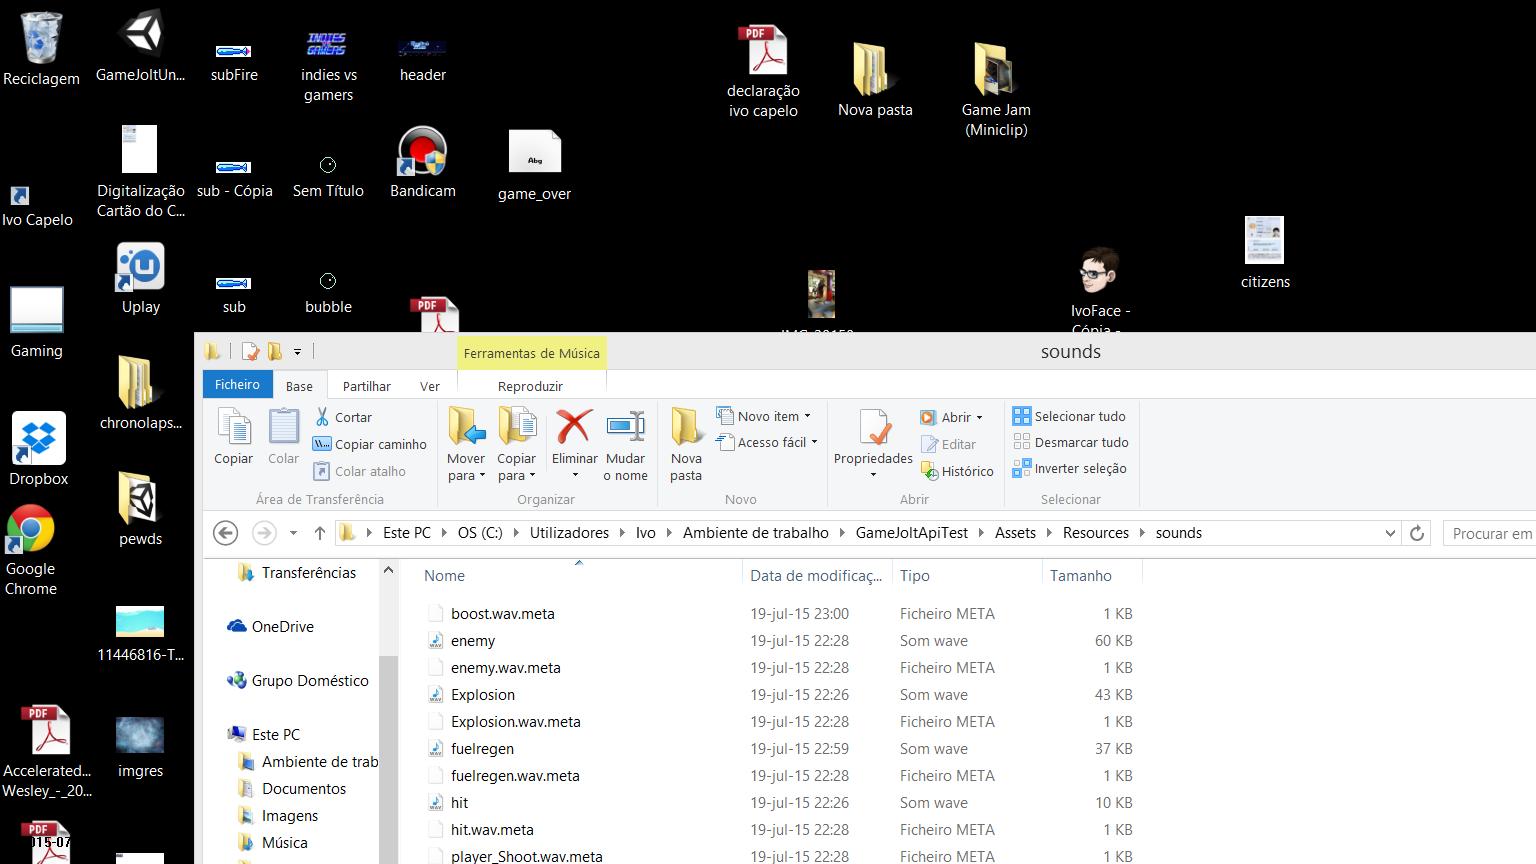 Reciclagem
GameJoltUn...
subFire
indies vs
gamers
INDIES
VS
GAMERS
header
PDF
declaração
ivo capelo
Nova pasta
Game Jam
(Miniclip)
Ivo Capelo
Digitalização
Cartão do C...
sub - Cópia
Sem Título
Bandicam
Abg
game_over
citizens
Gaming
Uplay
sub
bubble
PDF
IvoFace -
Cópia -
Dropbox
chronolaps...
Google
Chrome
pewds
11446816-T...
PDF
Accelerated...
Wesley_-_20...
imgres
PDF
015-07
Ferramentas de Música
sounds
Ficheiro
Base
Partilhar
Ver
Reproduzir
Copiar
Colar
Cortar
Copiar caminho
Colar atalho
Área de Transferência
Mover
para
Copiar
para
Eliminar
Mudar
o nome
Organizar
Nova
pasta
Novo item
Acesso fácil
Novo
Propriedades
Abrir
Editar
Histórico
Abrir
Selecionar tudo
Desmarcar tudo
Inverter seleção
Selecionar
Este PC
OS (C:)
Utilizadores
Ivo
Ambiente de trabalho
GameJoltApiTest
Assets
Resources
sounds
Procurar em
Transferências
OneDrive
Grupo Doméstico
Este PC
Ambiente de trab
Documentos
Imagens
Música
Nome Data de modificaç... Tipo Tamanho
boost.wav.meta 19-jul-15 23:00 Ficheiro META 1 KB
enemy 19-jul-15 22:28 Som wave 60 KB
enemy.wav.meta 19-jul-15 22:28 Ficheiro META 1 KB
Explosion 19-jul-15 22:26 Som wave 43 KB
Explosion.wav.meta 19-jul-15 22:28 Ficheiro META 1 KB
fuelregen 19-jul-15 22:59 Som wave 37 KB
fuelregen.wav.meta 19-jul-15 22:28 Ficheiro META 1 KB
hit 19-jul-15 22:26 Som wave 10 KB
hit.wav.meta 19-jul-15 22:28 Ficheiro META 1 KB
player_Shoot.wav.meta 19-jul-15 22:28 Ficheiro META 1 KB